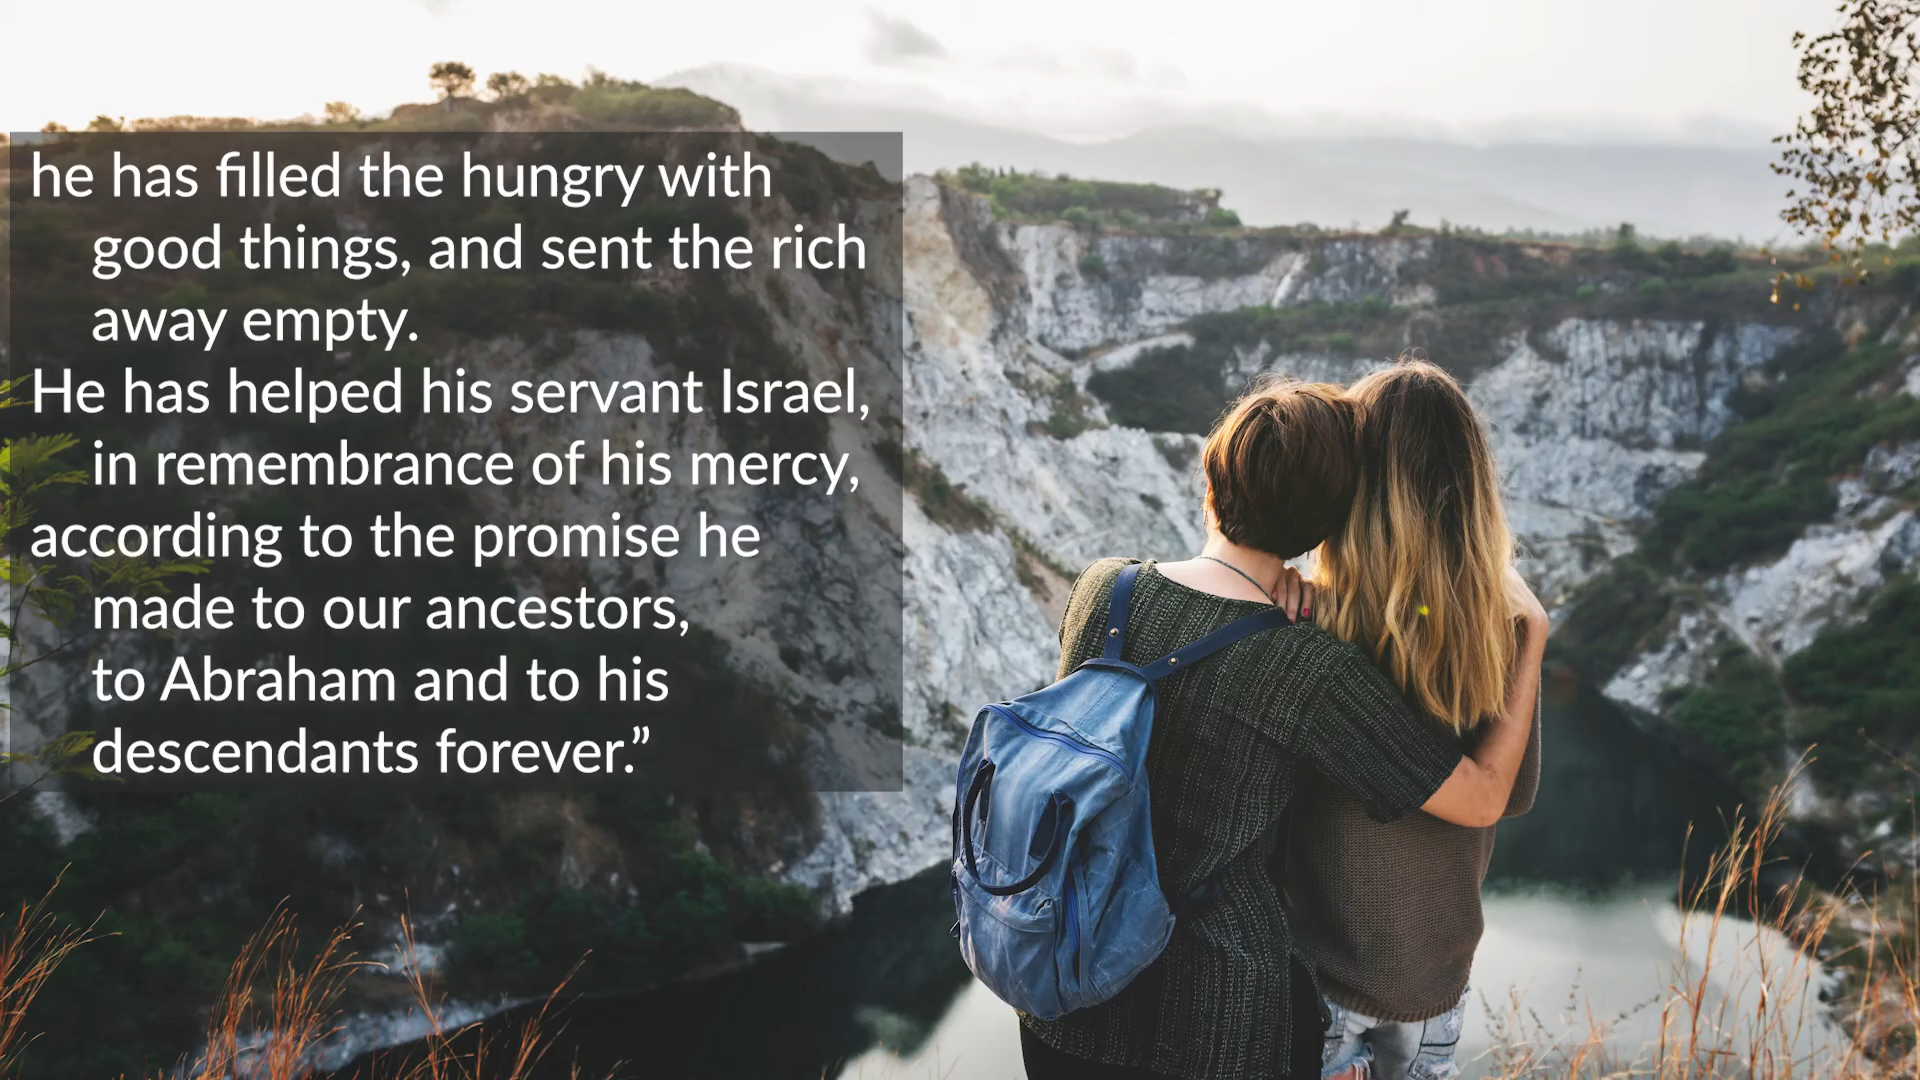 he has filled the hungry with
good things, and sent the rich
away empty.
He has helped his servant Israel,
in remembrance of his mercy,
according to the promise he
made to our ancestors,
to Abraham and to his
descendants forever.”